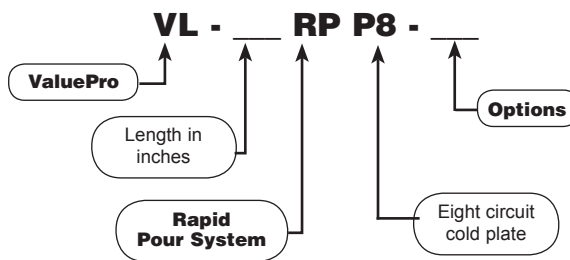 VL - ___ RP P8 - ___
ValuePro
Options
Length in
inches
Rapid
Pour System
Eight circuit
cold plate